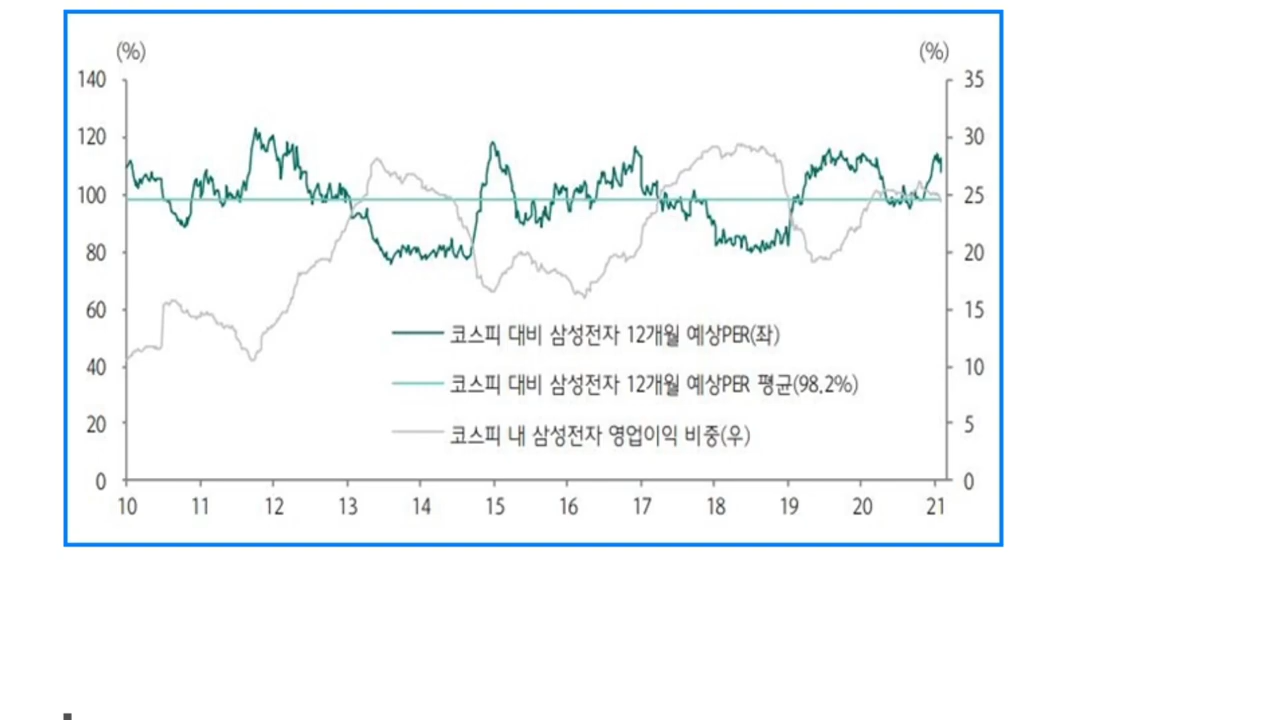 (%) (%)
140 35
120 30
100 25
80 20
60 15
코스피 대비 삼성전자 12개월 예상PER(좌)
40 10
코스피 대비 삼성전자 12개월 예상PER 평균(98.2%)
20 5
코스피 내 삼성전자 영업이익 비중(우)
0 0
10 11 12 13 14 15 16 17 18 19 20 21